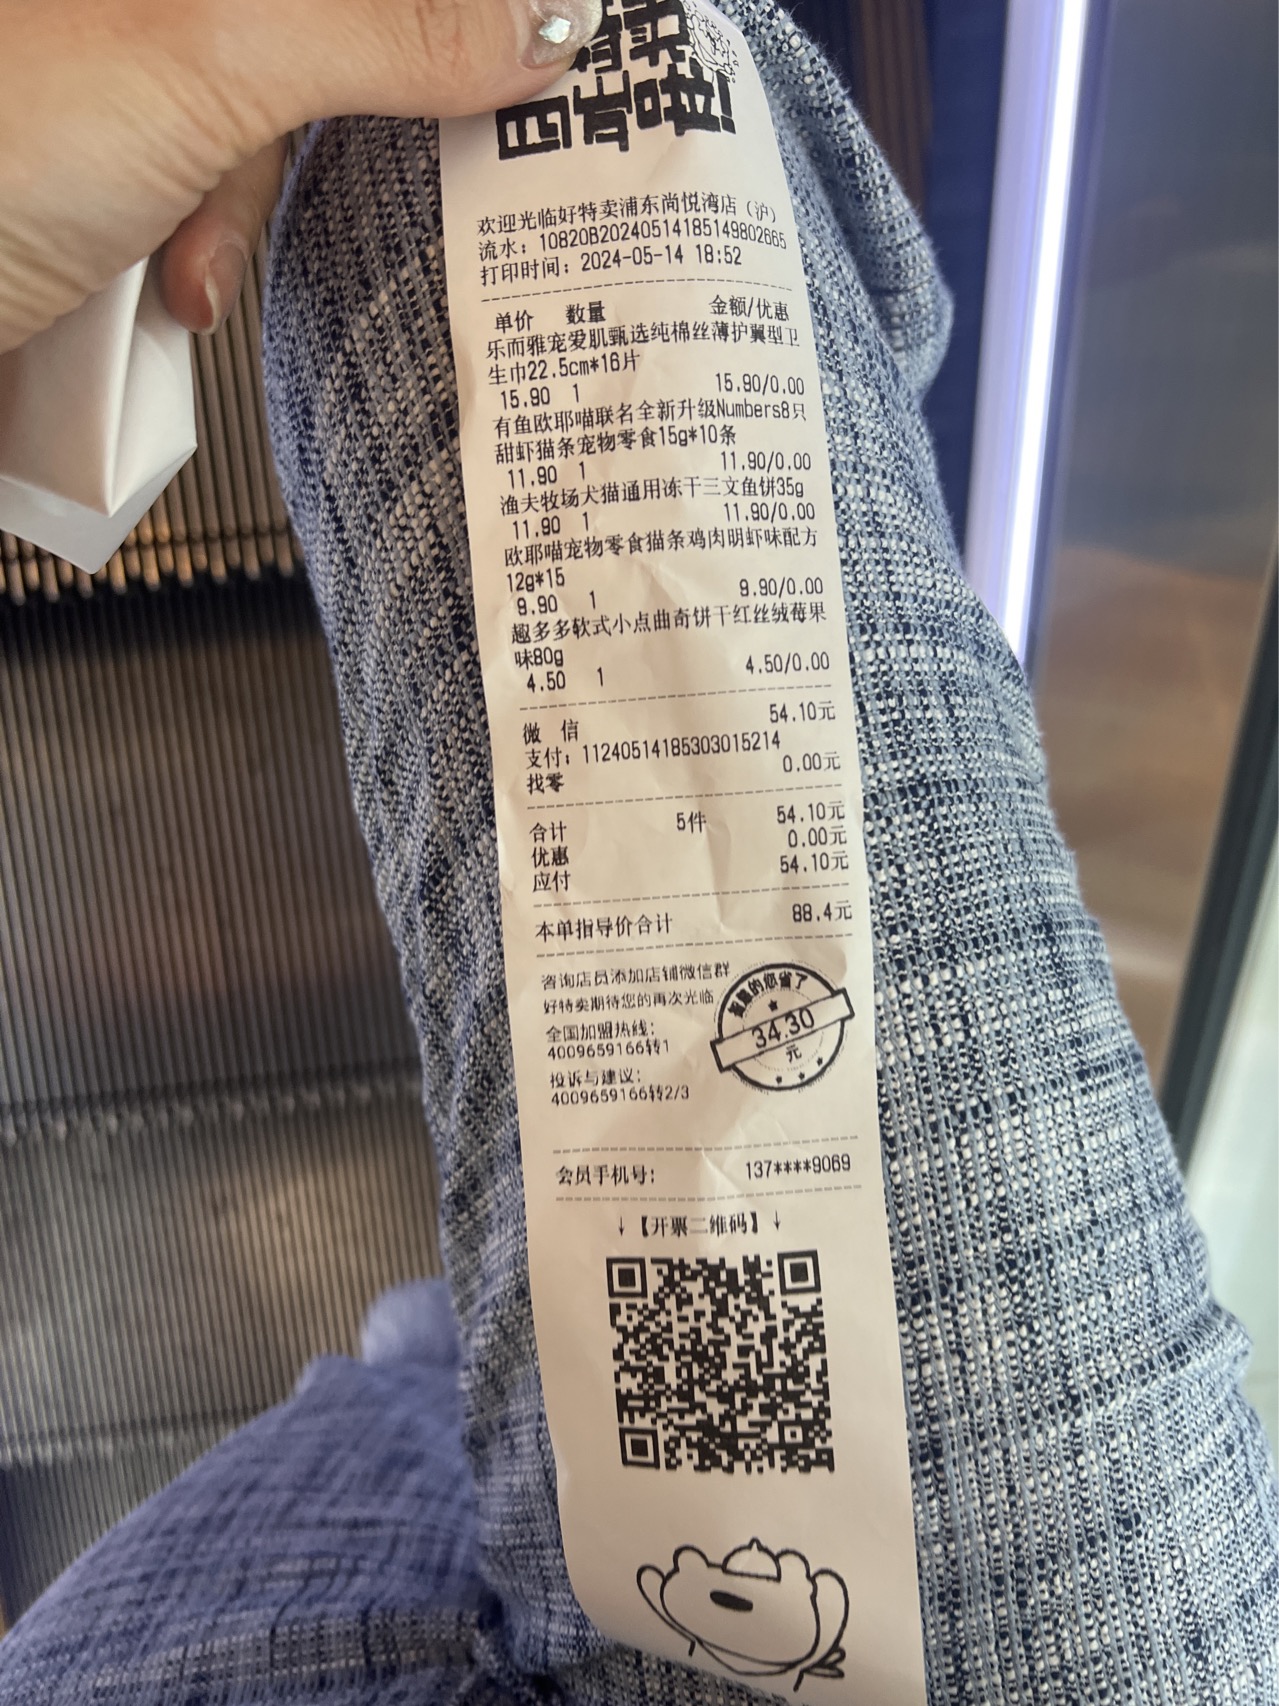 欢迎光临好特卖浦东尚悦湾店（沪）
流水：10820B20240514185149802665
打印时间：2024-05-14 18:52
单价 数量 金额/优惠
乐而雅宠爱肌甄选纯棉丝薄护翼型卫
生巾22.5cm*16片
15.90 1 15.90/0.00
有鱼欧耶喵联名全新升级Numbers8只
甜虾猫条宠物零食15g*10条
11.90 1 11.90/0.00
渔夫牧场犬猫通用冻干三文鱼饼35g
11.90 1 11.90/0.00
欧耶喵宠物零食猫条鸡肉明虾味配方
12g*15
9.90 1 9.90/0.00
趣多多软式小点曲奇饼干红丝绒莓果
味80g
4.50 1 4.50/0.00
微 信 54.10元
支付：11240514185303015214
找零 0.00元
合计 5件 54.10元
优惠 0.00元
应付 54.10元
本单指导价合计 88.4元
咨询店员添加店铺微信群
好特卖期待您的再次光临
全国加盟热线：
4009659166转1
投诉与建议：
4009659166转2/3
智慧的您省了
34.30
元
会员手机号： 137****9069
↓【开票二维码】↓